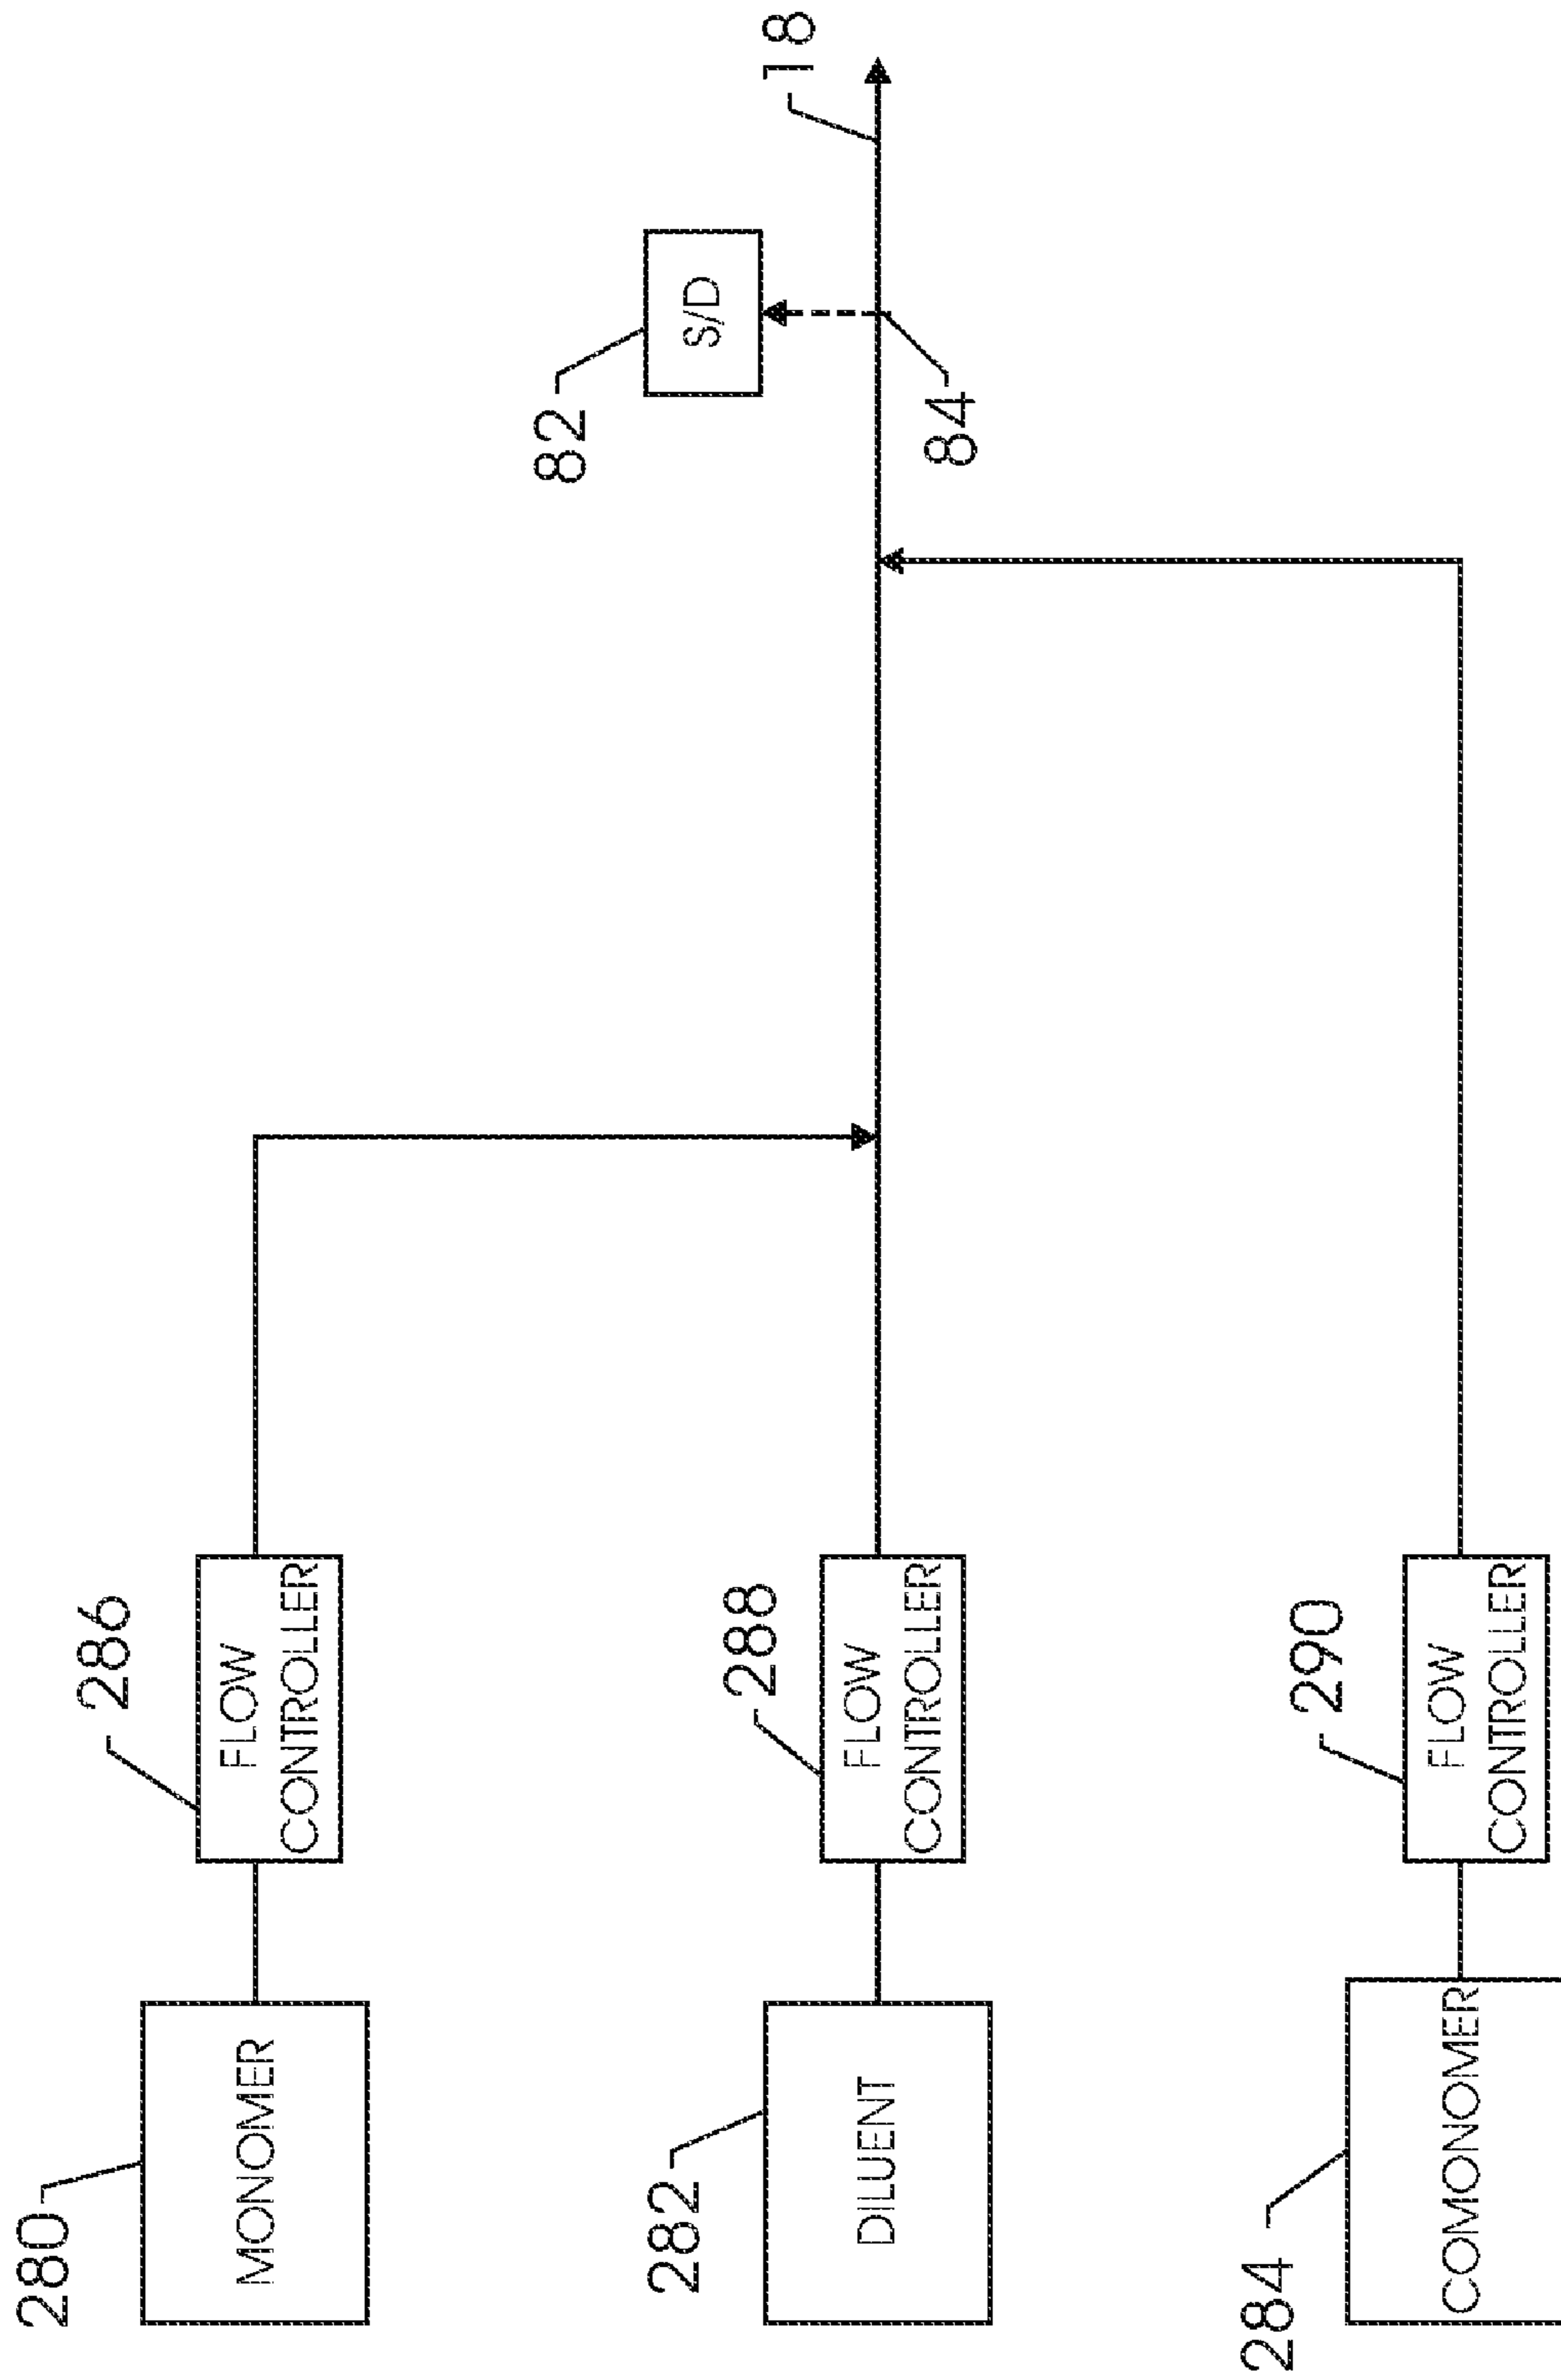 280
MONOMER
286
FLOW
CONTROLLER
282
DILUENT
288
FLOW
CONTROLLER
82
S/D
84
18
284
COMONOMER
290
FLOW
CONTROLLER